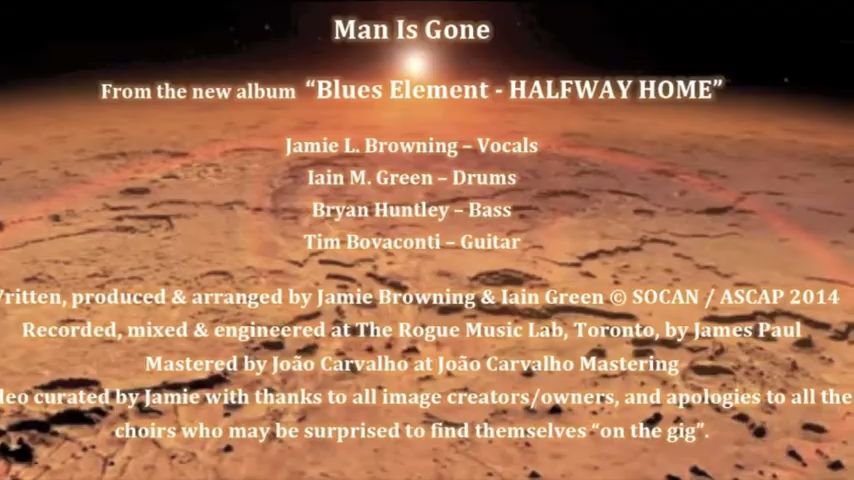 Man Is Gone
From the new album “Blues Element - HALFWAY HOME”
Jamie L. Browning – Vocals
Iain M. Green – Drums
Bryan Huntley – Bass
Tim Bovaconti – Guitar
ritten, produced & arranged by Jamie Browning & Iain Green © SOCAN / ASCAP 2014
Recorded, mixed & engineered at The Rogue Music Lab, Toronto, by James Paul
Mastered by João Carvalho at João Carvalho Mastering
deo curated by Jamie with thanks to all image creators/owners, and apologies to all the
choirs who may be surprised to find themselves “on the gig”.